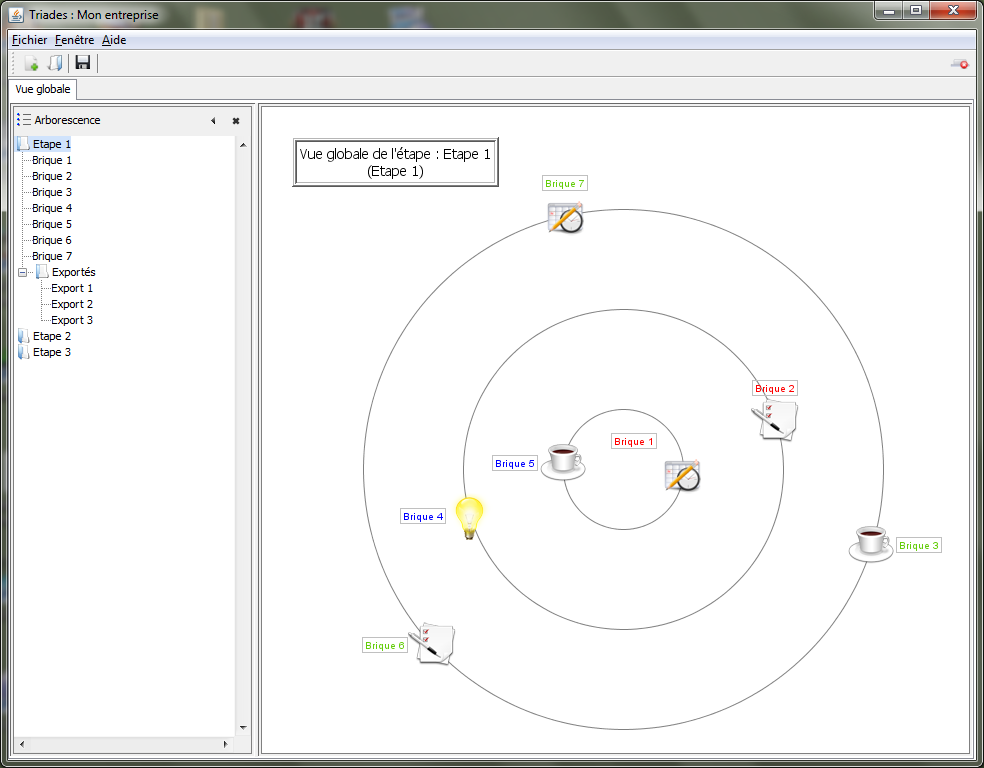 Triades : Mon entreprise
Fichier Fenêtre Aide
Vue globale
Arborescence
Etape 1
Brique 1
Brique 2
Brique 3
Brique 4
Brique 5
Brique 6
Brique 7
Exportés
Export 1
Export 2
Export 3
Etape 2
Etape 3
Vue globale de l'étape : Etape 1
(Etape 1)
Brique 7
Brique 2
Brique 1
Brique 5
Brique 4
Brique 3
Brique 6